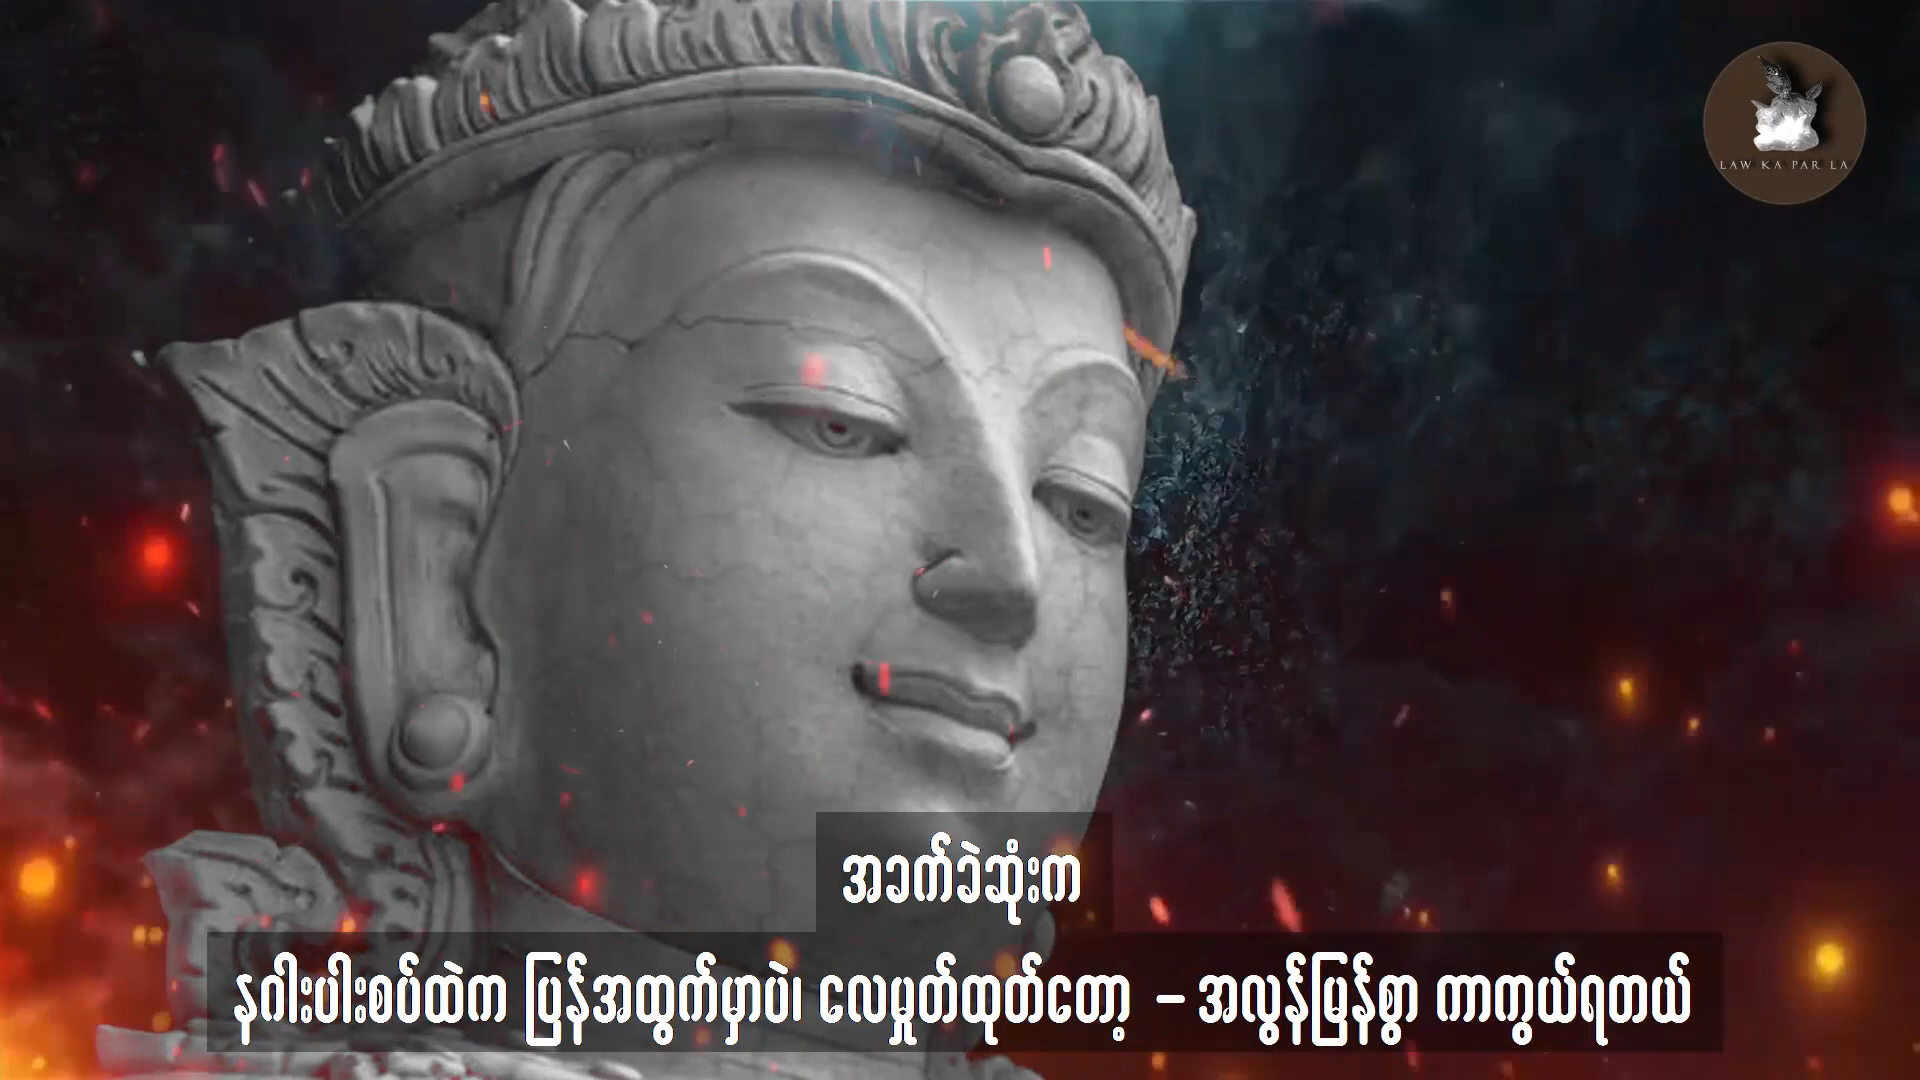 LAW KA PAR LA
အခက်ခဲဆုံးက
နဂါးပါးစပ်ထဲက ပြန်အထွက်မှာပဲ၊ လေမှုတ်ထုတ်တော့ – အလွန်မြန်စွာ ကာကွယ်ရတယ်